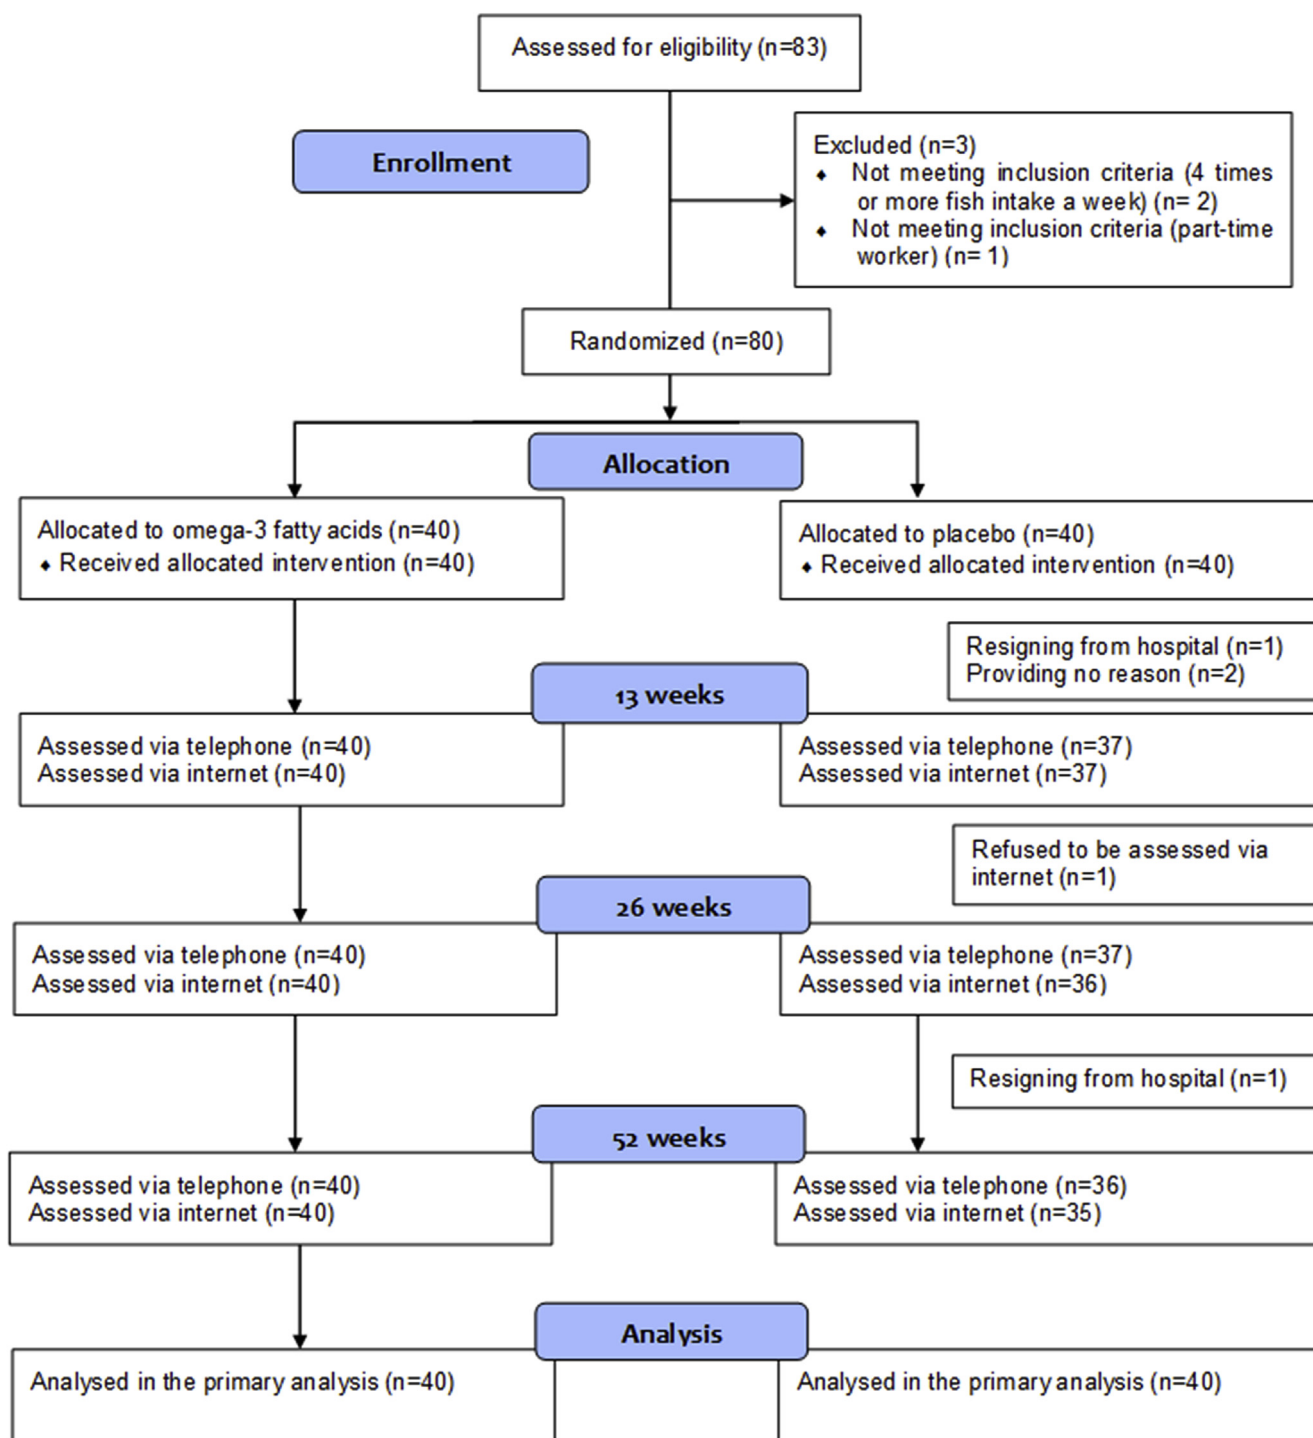 Assessed for eligibility (n=83)
Enrollment
Excluded (n=3)
⬥ Not meeting inclusion criteria (4 times
or more fish intake a week) (n= 2)
⬥ Not meeting inclusion criteria (part-time
worker) (n= 1)
Randomized (n=80)
Allocation
Allocated to omega-3 fatty acids (n=40)
⬥ Received allocated intervention (n=40)
Allocated to placebo (n=40)
⬥ Received allocated intervention (n=40)
Resigning from hospital (n=1)
Providing no reason (n=2)
13 weeks
Assessed via telephone (n=40)
Assessed via internet (n=40)
Assessed via telephone (n=37)
Assessed via internet (n=37)
Refused to be assessed via
internet (n=1)
26 weeks
Assessed via telephone (n=40)
Assessed via internet (n=40)
Assessed via telephone (n=37)
Assessed via internet (n=36)
Resigning from hospital (n=1)
52 weeks
Assessed via telephone (n=40)
Assessed via internet (n=40)
Assessed via telephone (n=36)
Assessed via internet (n=35)
Analysis
Analysed in the primary analysis (n=40)
Analysed in the primary analysis (n=40)